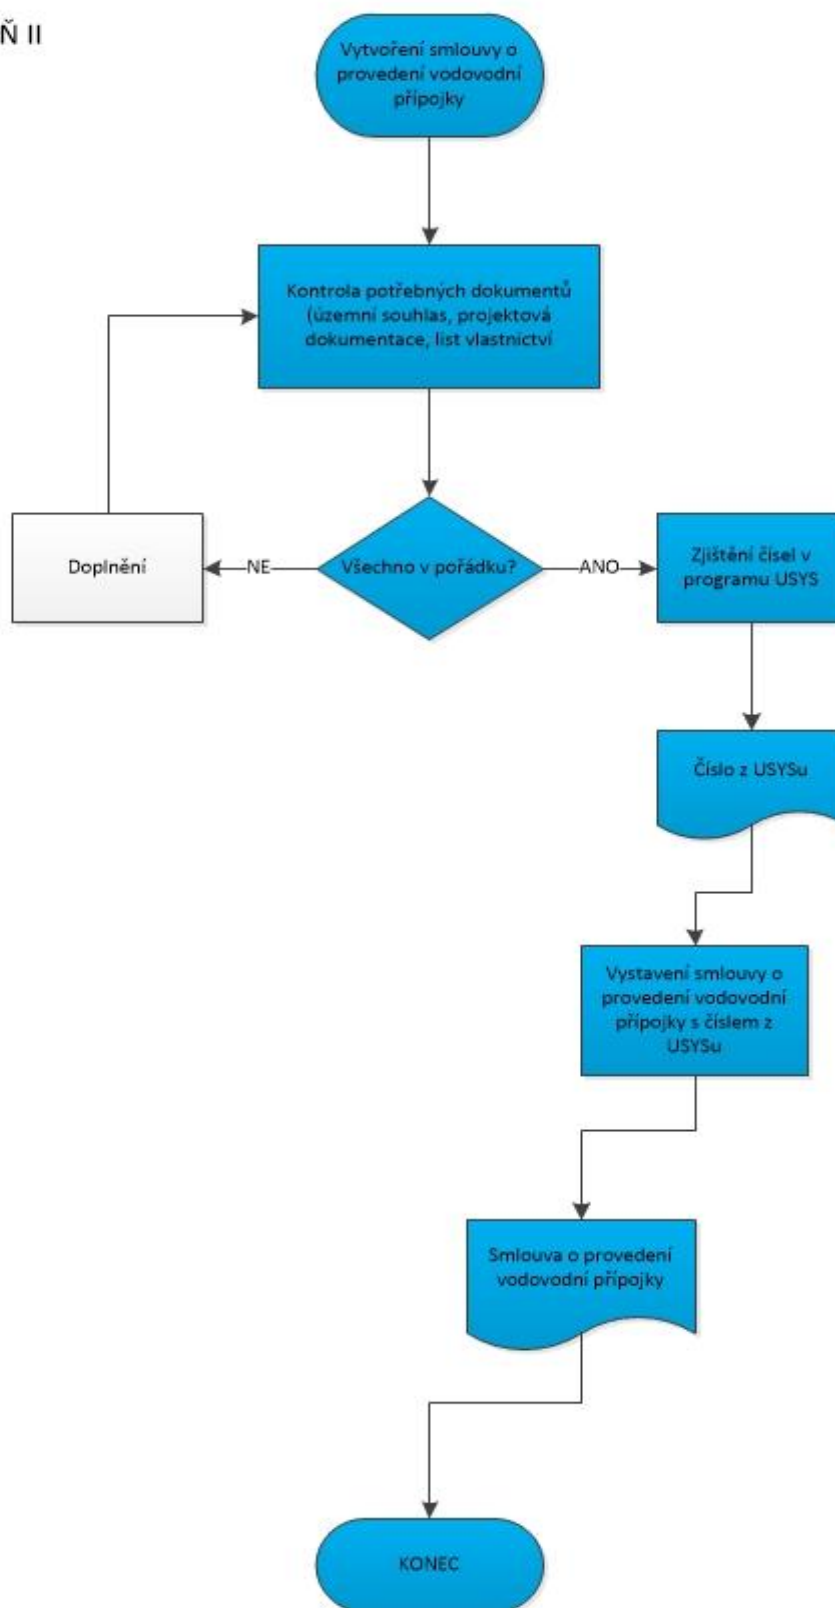 Ň II
Vytvoření smlouvy o
provedení vodovodní
přípojky
Kontrola potřebných dokumentů
(územní souhlas, projektová
dokumentace, list vlastnictví
Doplnění
NE
Všechno v pořádku?
ANO
Zjištění čísel v
programu USYS
Číslo z USYSu
Vystavení smlouvy o
provedení vodovodní
přípojky s číslem z
USYSu
Smlouva o provedení
vodovodní přípojky
KONEC